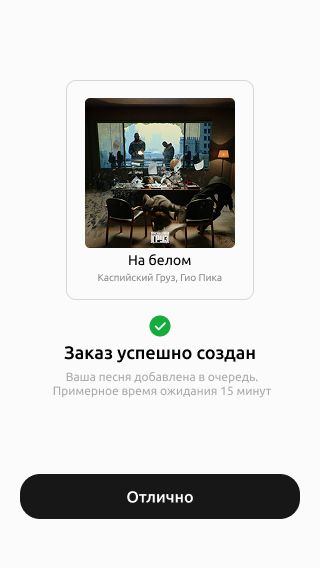 ГРУЗ
На белом
Каспийский Груз, Гио Пика
Заказ успешно создан
Ваша песня добавлена в очередь.
Примерное время ожидания 15 минут
Отлично